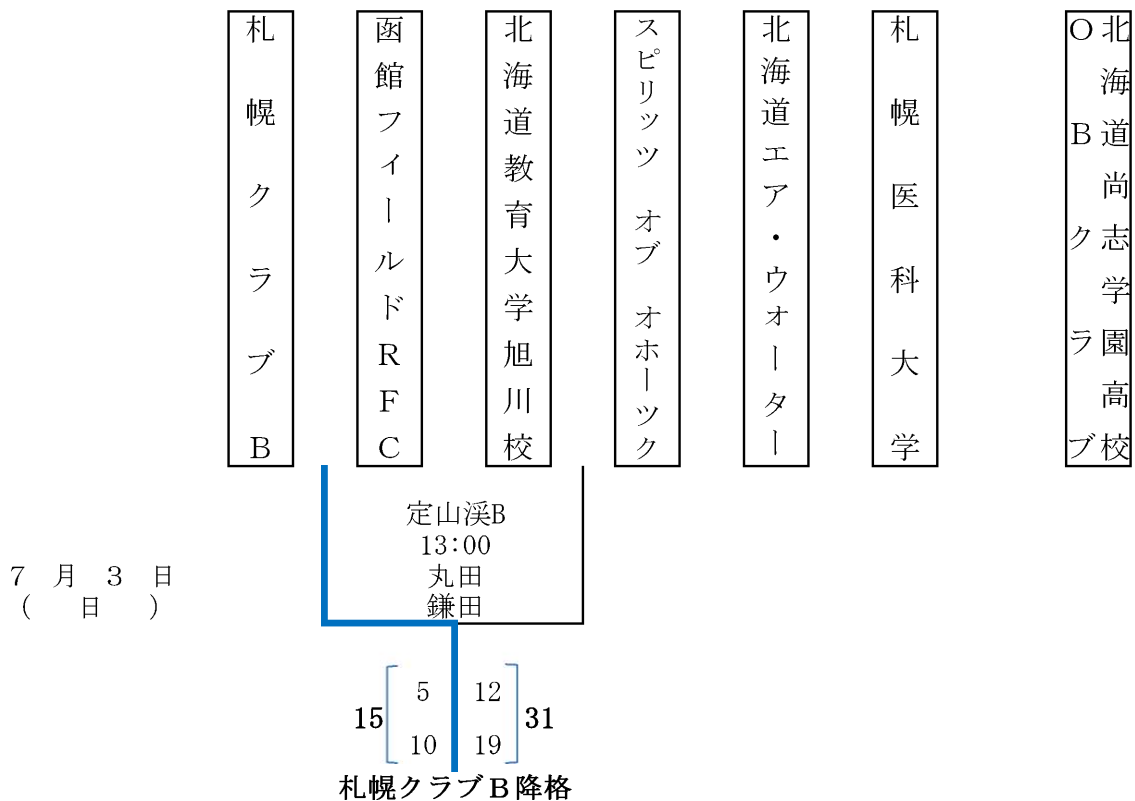 札幌クラブB
函館フィールドRFC
北海道教育大学旭川校
スピリッツ オブ オホーツク
北海道エア・ウォーター
札幌医科大学
北海道尚志学園高校
OBクラブ
定山渓B
13:00
７月３日
丸田
(日)
鎌田
5 12
15 31
10 19
札幌クラブB降格